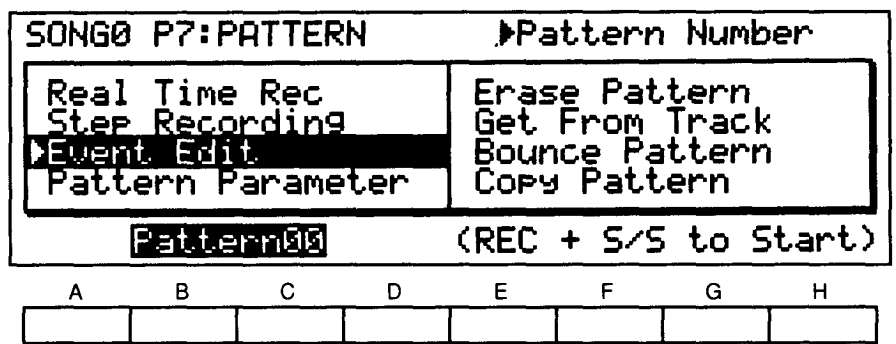 SONG0 P7:PATTERN ▶Pattern Number
Real Time Rec
Step Recording
▶Event Edit
Pattern Parameter
Erase Pattern
Get From Track
Bounce Pattern
Copy Pattern
Pattern00 (REC + S/S to Start)
A B C D E F G H